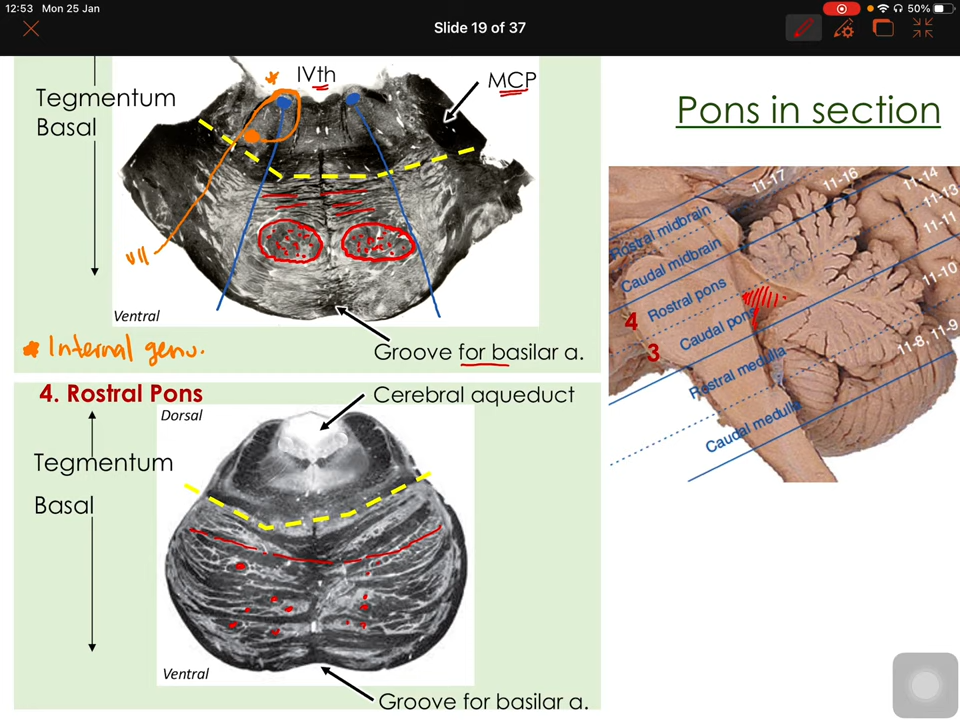 12:53 Mon 25 Jan
50%
Slide 19 of 37
Tegmentum
Basal
IVth
MCP
VII
Ventral
* Internal genu.
Groove for basilar a.
4. Rostral Pons
Dorsal
Cerebral aqueduct
Tegmentum
Basal
Ventral
Groove for basilar a.
Pons in section
11-17
11-16
11-14
11-13
11-11
11-10
11-8, 11-9
Rostral midbrain
Caudal midbrain
Rostral pons
Caudal pons
Rostral medulla
Caudal medulla
4
3